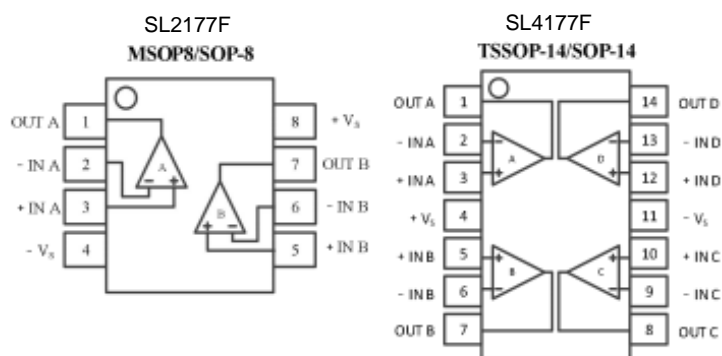 SL2177F
MSOP8/SOP-8
OUT A 1 8 + Vs
- IN A 2 A 7 OUT B
+ IN A 3 B 6 - IN B
- Vs 4 5 + IN B
SL4177F
TSSOP-14/SOP-14
OUT A 1 14 OUT D
- IN A 2 13 - IN D
A D
+ IN A 3 12 + IN D
+ Vs 4 11 - Vs
+ IN B 5 10 + IN C
B C
- IN B 6 9 - IN C
OUT B 7 8 OUT C